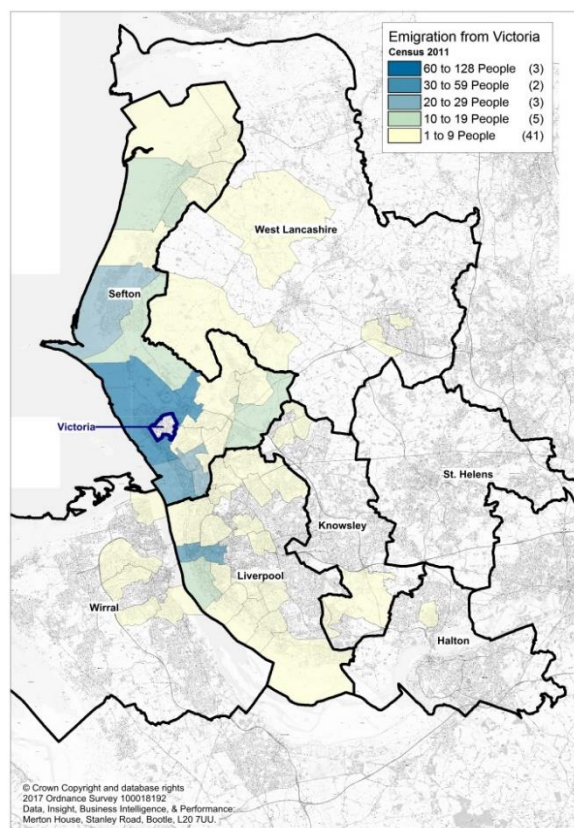 Emigration from Victoria
Census 2011
60 to 128 People (3)
30 to 59 People (2)
20 to 29 People (3)
10 to 19 People (5)
1 to 9 People (41)
West Lancashire
Sefton
Victoria
St. Helens
Knowsley
Liverpool
Wirral
Halton
© Crown Copyright and database rights
2017 Ordnance Survey 100018192
Data, Insight, Business Intelligence, & Performance:
Merton House, Stanley Road, Bootle, L20 7UU.